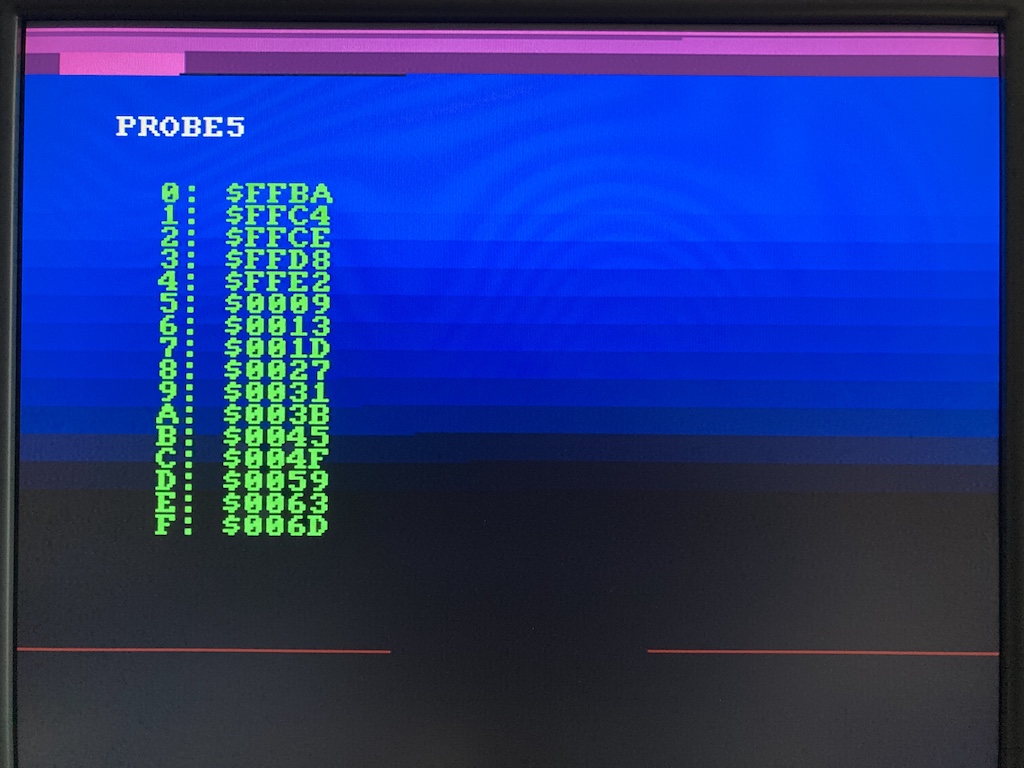 PROBE5
0: $FFBA
1: $FFC4
2: $FFCE
3: $FFD8
4: $FFE2
5: $0009
6: $0013
7: $001D
8: $0027
9: $0031
A: $003B
B: $0045
C: $004F
D: $0059
E: $0063
F: $006D